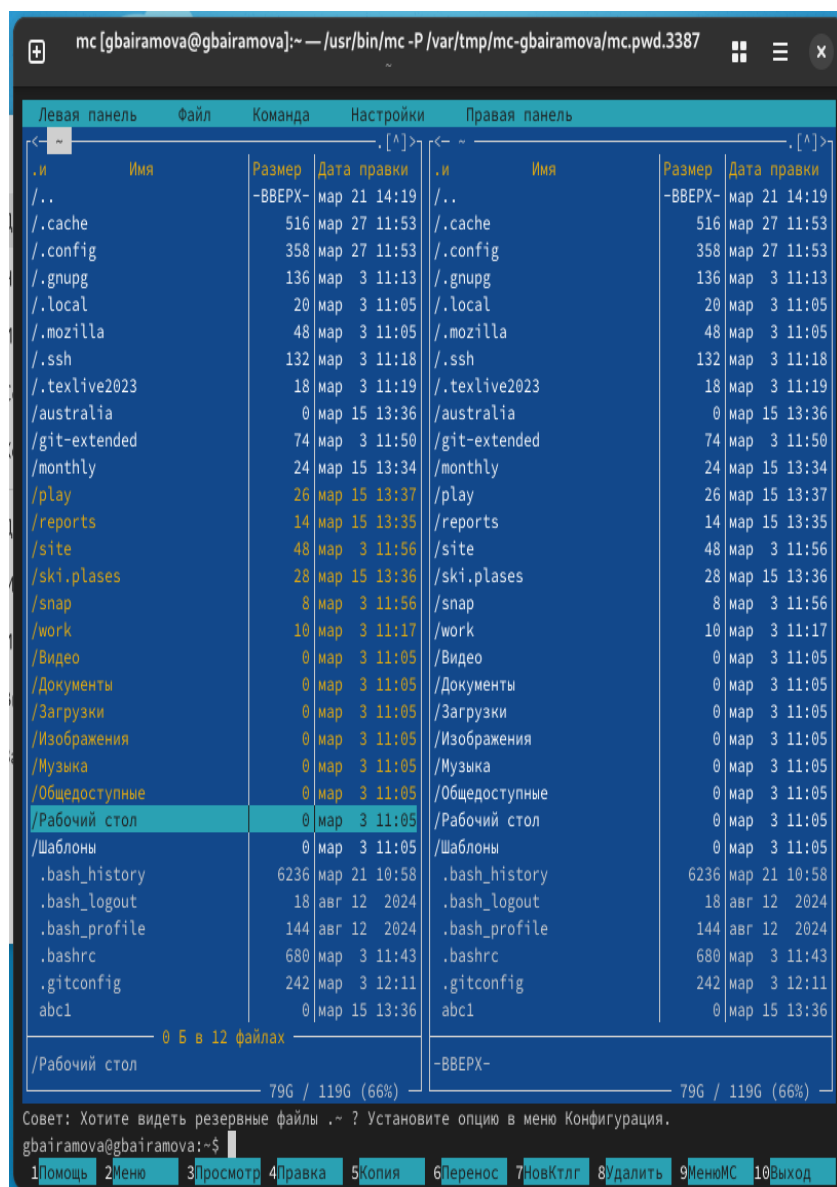 mc [gbairamova@gbairamova]:~ — /usr/bin/mc -P /var/tmp/mc-gbairamova/mc.pwd.3387
~
Левая панель Файл Команда Настройки Правая панель
<- ~ .[^]> <- ~ .[^]>
.и Имя Размер Дата правки .и Имя Размер Дата правки
/.. -ВВЕРХ- мар 21 14:19 /.. -ВВЕРХ- мар 21 14:19
/.cache 516 мар 27 11:53 /.cache 516 мар 27 11:53
/.config 358 мар 27 11:53 /.config 358 мар 27 11:53
/.gnupg 136 мар 3 11:13 /.gnupg 136 мар 3 11:13
/.local 20 мар 3 11:05 /.local 20 мар 3 11:05
/.mozilla 48 мар 3 11:05 /.mozilla 48 мар 3 11:05
/.ssh 132 мар 3 11:18 /.ssh 132 мар 3 11:18
/.texlive2023 18 мар 3 11:19 /.texlive2023 18 мар 3 11:19
/australia 0 мар 15 13:36 /australia 0 мар 15 13:36
/git-extended 74 мар 3 11:50 /git-extended 74 мар 3 11:50
/monthly 24 мар 15 13:34 /monthly 24 мар 15 13:34
/play 26 мар 15 13:37 /play 26 мар 15 13:37
/reports 14 мар 15 13:35 /reports 14 мар 15 13:35
/site 48 мар 3 11:56 /site 48 мар 3 11:56
/ski.plases 28 мар 15 13:36 /ski.plases 28 мар 15 13:36
/snap 8 мар 3 11:56 /snap 8 мар 3 11:56
/work 10 мар 3 11:17 /work 10 мар 3 11:17
/Видео 0 мар 3 11:05 /Видео 0 мар 3 11:05
/Документы 0 мар 3 11:05 /Документы 0 мар 3 11:05
/Загрузки 0 мар 3 11:05 /Загрузки 0 мар 3 11:05
/Изображения 0 мар 3 11:05 /Изображения 0 мар 3 11:05
/Музыка 0 мар 3 11:05 /Музыка 0 мар 3 11:05
/Общедоступные 0 мар 3 11:05 /Общедоступные 0 мар 3 11:05
/Рабочий стол 0 мар 3 11:05 /Рабочий стол 0 мар 3 11:05
/Шаблоны 0 мар 3 11:05 /Шаблоны 0 мар 3 11:05
.bash_history 6236 мар 21 10:58 .bash_history 6236 мар 21 10:58
.bash_logout 18 авг 12 2024 .bash_logout 18 авг 12 2024
.bash_profile 144 авг 12 2024 .bash_profile 144 авг 12 2024
.bashrc 680 мар 3 11:43 .bashrc 680 мар 3 11:43
.gitconfig 242 мар 3 12:11 .gitconfig 242 мар 3 12:11
abc1 0 мар 15 13:36 abc1 0 мар 15 13:36
0 Б в 12 файлах
/Рабочий стол -ВВЕРХ-
79G / 119G (66%) 79G / 119G (66%)
Совет: Хотите видеть резервные файлы .~ ? Установите опцию в меню Конфигурация.
gbairamova@gbairamova:~$
1Помощь 2Меню 3Просмотр 4Правка 5Копия 6Перенос 7НовКтлг 8Удалить 9МенюMC 10Выход